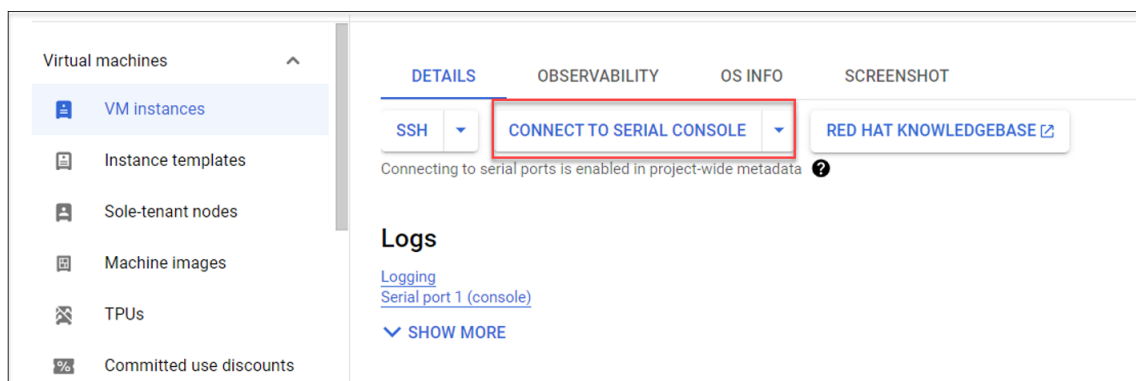 Virtual machines
VM instances
Instance templates
Sole-tenant nodes
Machine images
TPUs
Committed use discounts
DETAILS OBSERVABILITY OS INFO SCREENSHOT
SSH CONNECT TO SERIAL CONSOLE RED HAT KNOWLEDGEBASE
Connecting to serial ports is enabled in project-wide metadata ?
Logs
Logging
Serial port 1 (console)
SHOW MORE